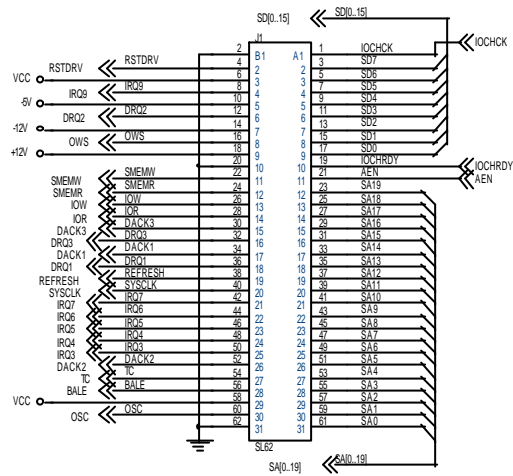 SD[0..15] SD[0..15]
J1
2 B1 A1 1 IOCHCK IOCHCK
RSTDRV RSTDRV 4 2 2 3 SD7
VCC 6 3 3 5 SD6
IRQ9 IRQ9 8 4 4 7 SD5
-5V 10 5 5 9 SD4
DRQ2 DRQ2 12 6 6 11 SD3
-12V 14 7 7 13 SD2
OWS OWS 16 8 8 15 SD1
+12V 18 9 9 17 SD0
20 10 10 19 IOCHRDY IOCHRDY
SMEMW SMEMW 22 11 11 21 AEN AEN
SMEMR SMEMR 24 12 12 23 SA19
IOW IOW 26 13 13 25 SA18
IOR IOR 28 14 14 27 SA17
DACK3 DACK3 30 15 15 29 SA16
DRQ3 DRQ3 32 16 16 31 SA15
DACK1 DACK1 34 17 17 33 SA14
DRQ1 DRQ1 36 18 18 35 SA13
REFRESH REFRESH 38 19 19 37 SA12
SYSCLK SYSCLK 40 20 20 39 SA11
IRQ7 IRQ7 42 21 21 41 SA10
IRQ6 IRQ6 44 22 22 43 SA9
IRQ5 IRQ5 46 23 23 45 SA8
IRQ4 IRQ4 48 24 24 47 SA7
IRQ3 IRQ3 50 25 25 49 SA6
DACK2 DACK2 52 26 26 51 SA5
TC TC 54 27 27 53 SA4
BALE BALE 56 28 28 55 SA3
VCC 58 29 29 57 SA2
OSC OSC 60 30 30 59 SA1
62 31 31 61 SA0
SL62
SA[0..19] SA[0..19]